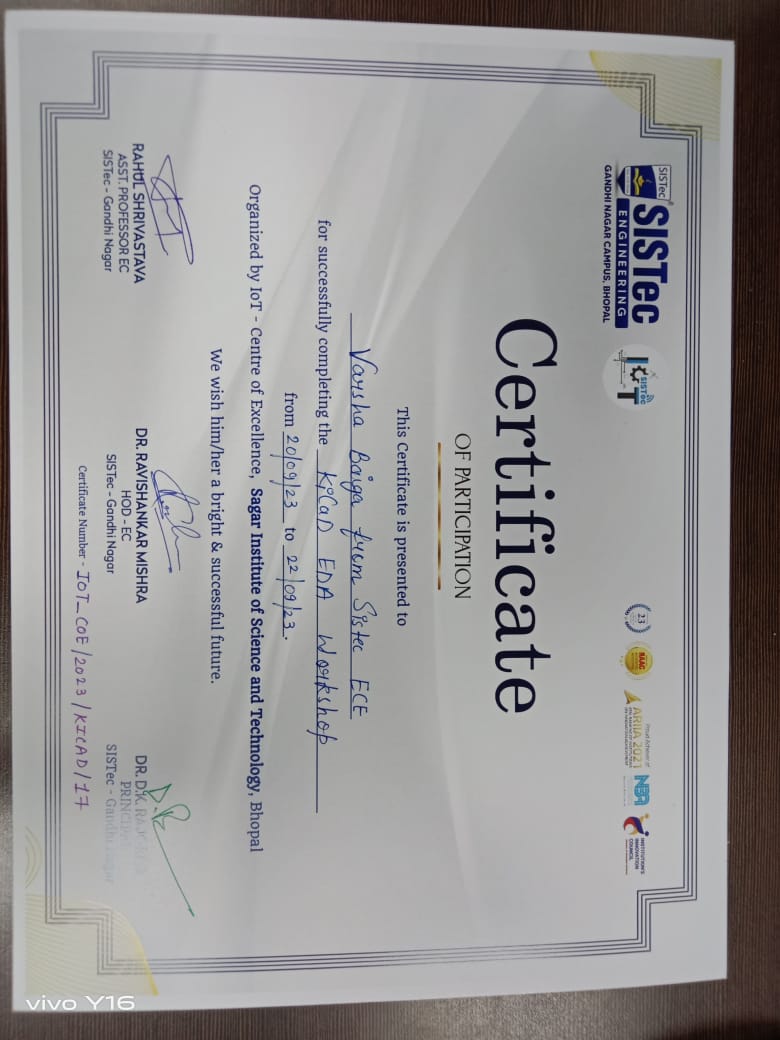 SISTec
SISTec
ENGINEERING
GANDHI NAGAR CAMPUS, BHOPAL
SISTEC
IOT
23
NAAC
Proud Achiever of
ARIIA 2021
NBA
INSTITUTION'S
INNOVATION
COUNCIL
Certificate
OF PARTICIPATION
This Certificate is presented to
Varsha Baiga from Sistec ECE
for successfully completing the KiCaD EDA Workshop
from 20/09/23 to 22/09/23.
Organized by IoT - Centre of Excellence, Sagar Institute of Science and Technology, Bhopal
We wish him/her a bright & successful future.
RAHUL SHRIVASTAVA
ASST. PROFESSOR EC
SISTec - Gandhi Nagar
DR. RAVISHANKAR MISHRA
HOD - EC
SISTec - Gandhi Nagar
DR. D.K. 
PRINCIPAL
SISTec - Gandhi Nagar
Certificate Number - IOT_COE/2023/KICAD/17
vivo Y16